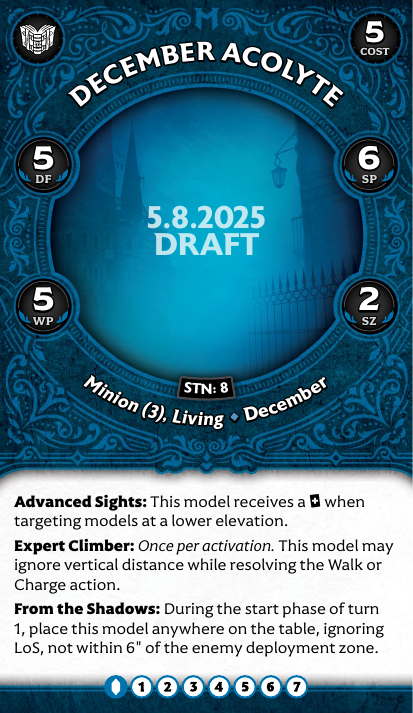 5
COST
DECEMBER ACOLYTE
5
DF
6
SP
5.8.2025
DRAFT
5
WP
2
SZ
STN: 8
Minion (3), Living ◆ December
Advanced Sights: This model receives a 🃏 when
targeting models at a lower elevation.
Expert Climber: Once per activation. This model may
ignore vertical distance while resolving the Walk or
Charge action.
From the Shadows: During the start phase of turn
1, place this model anywhere on the table, ignoring
LoS, not within 6" of the enemy deployment zone.
1 2 3 4 5 6 7